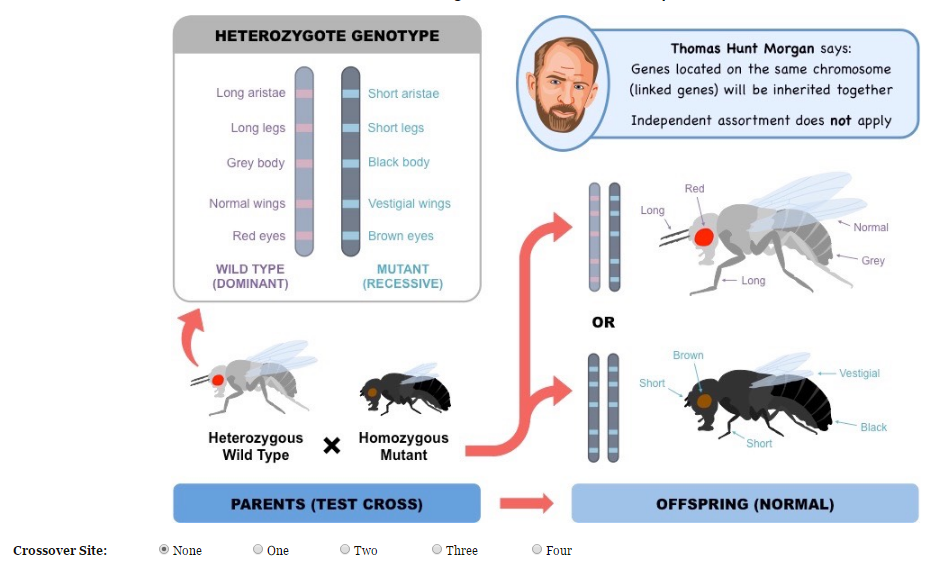 HETEROZYGOTE GENOTYPE
Long aristae
Short aristae
Long legs
Short legs
Grey body
Black body
Normal wings
Vestigial wings
Red eyes
Brown eyes
WILD TYPE
(DOMINANT)
MUTANT
(RECESSIVE)
Thomas Hunt Morgan says:
Genes located on the same chromosome
(linked genes) will be inherited together
Independent assortment does not apply
Red
Long
Normal
Grey
Long
OR
Brown
Short
Vestigial
Black
Short
Heterozygous
Wild Type
X
Homozygous
Mutant
PARENTS (TEST CROSS)
OFFSPRING (NORMAL)
Crossover Site:
None
One
Two
Three
Four